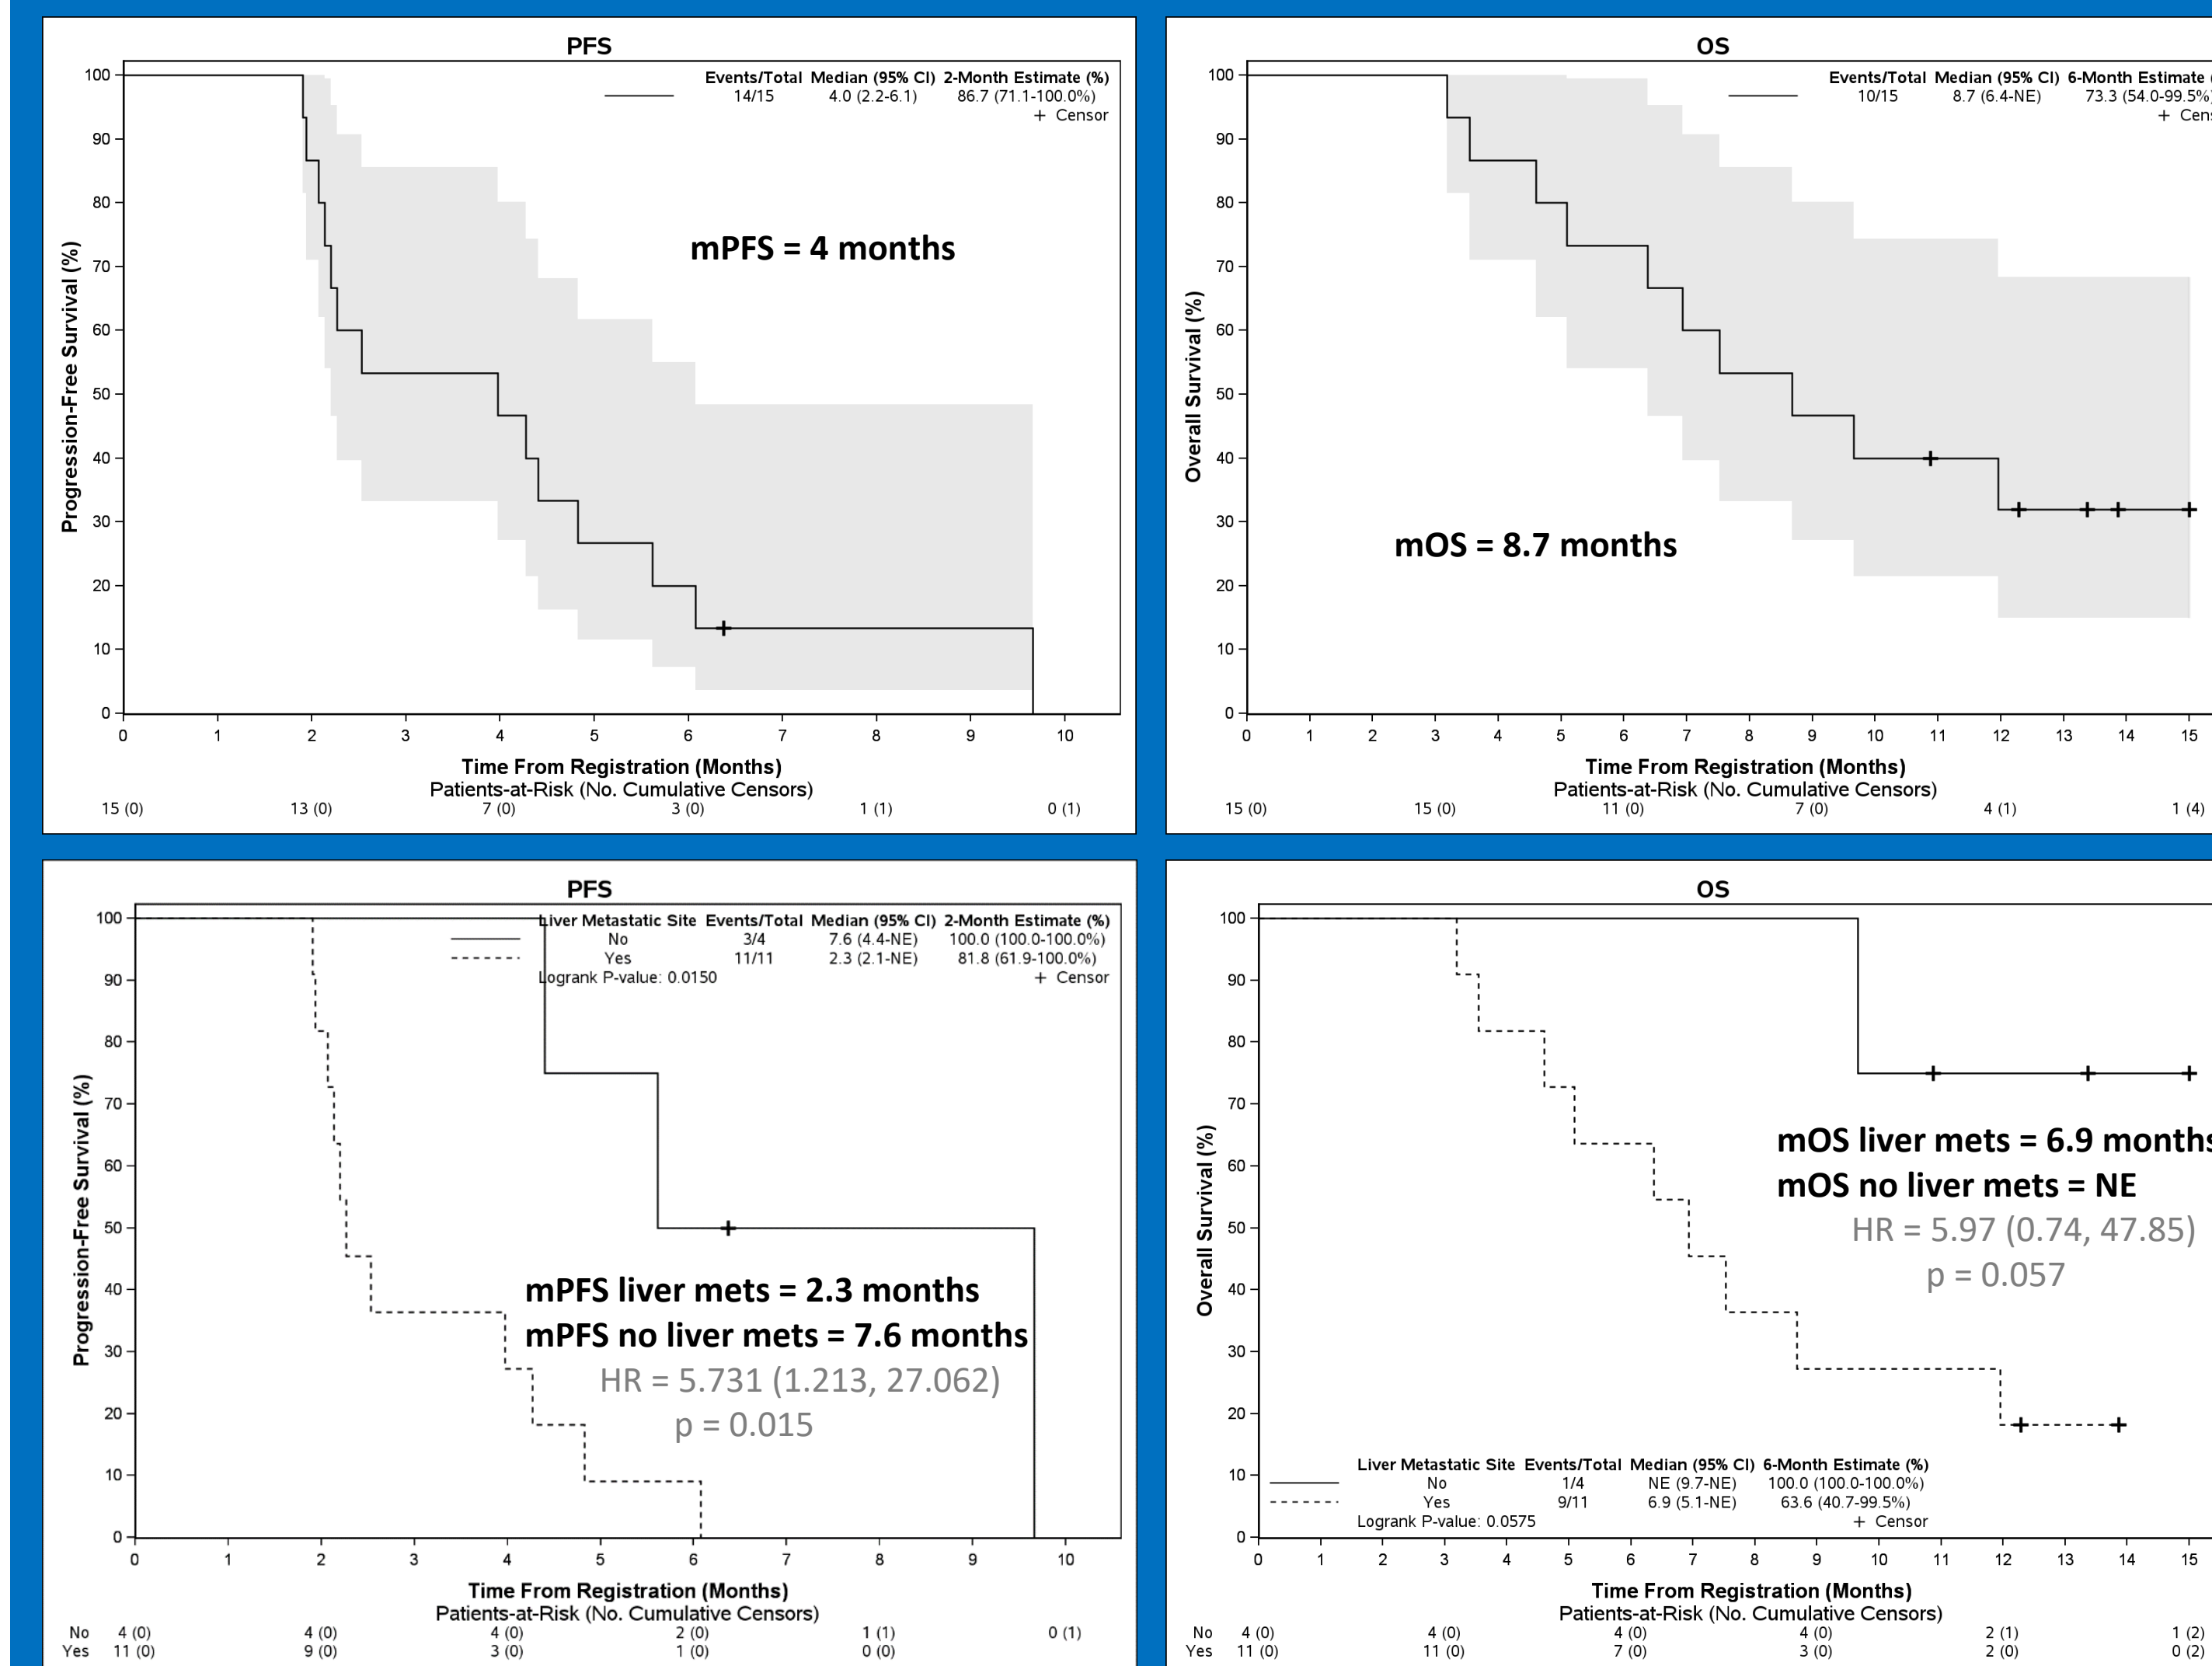 PFS
Events/Total Median (95% CI) 2-Month Estimate (%)
14/15 4.0 (2.2-6.1) 86.7 (71.1-100.0%)
+ Censor
mPFS = 4 months
Progression-Free Survival (%)
100
90
80
70
60
50
40
30
20
10
0
0 1 2 3 4 5 6 7 8 9 10
Time From Registration (Months)
Patients-at-Risk (No. Cumulative Censors)
15 (0) 13 (0) 7 (0) 3 (0) 1 (1) 0 (1)
OS
Events/Total Median (95% CI) 6-Month Estimate (
10/15 8.7 (6.4-NE) 73.3 (54.0-99.5%
+ Cens
mOS = 8.7 months
Overall Survival (%)
100
90
80
70
60
50
40
30
20
10
0
0 1 2 3 4 5 6 7 8 9 10 11 12 13 14 15
Time From Registration (Months)
Patients-at-Risk (No. Cumulative Censors)
15 (0) 15 (0) 11 (0) 7 (0) 4 (1) 1 (4)
PFS
Liver Metastatic Site Events/Total Median (95% CI) 2-Month Estimate (%)
No 3/4 7.6 (4.4-NE) 100.0 (100.0-100.0%)
Yes 11/11 2.3 (2.1-NE) 81.8 (61.9-100.0%)
Logrank P-value: 0.0150 + Censor
mPFS liver mets = 2.3 months
mPFS no liver mets = 7.6 months
HR = 5.731 (1.213, 27.062)
p = 0.015
Progression-Free Survival (%)
100
90
80
70
60
50
40
30
20
10
0
0 1 2 3 4 5 6 7 8 9 10
Time From Registration (Months)
Patients-at-Risk (No. Cumulative Censors)
No 4 (0) 4 (0) 4 (0) 2 (0) 1 (1) 0 (1)
Yes 11 (0) 9 (0) 3 (0) 1 (0) 0 (0)
OS
mOS liver mets = 6.9 months
mOS no liver mets = NE
HR = 5.97 (0.74, 47.85)
p = 0.057
Overall Survival (%)
100
90
80
70
60
50
40
30
20
10
0
Liver Metastatic Site Events/Total Median (95% CI) 6-Month Estimate (%)
No 1/4 NE (9.7-NE) 100.0 (100.0-100.0%)
Yes 9/11 6.9 (5.1-NE) 63.6 (40.7-99.5%)
Logrank P-value: 0.0575 + Censor
0 1 2 3 4 5 6 7 8 9 10 11 12 13 14 15
Time From Registration (Months)
Patients-at-Risk (No. Cumulative Censors)
No 4 (0) 4 (0) 4 (0) 4 (0) 2 (1) 1 (2)
Yes 11 (0) 11 (0) 7 (0) 3 (0) 2 (0) 0 (2)